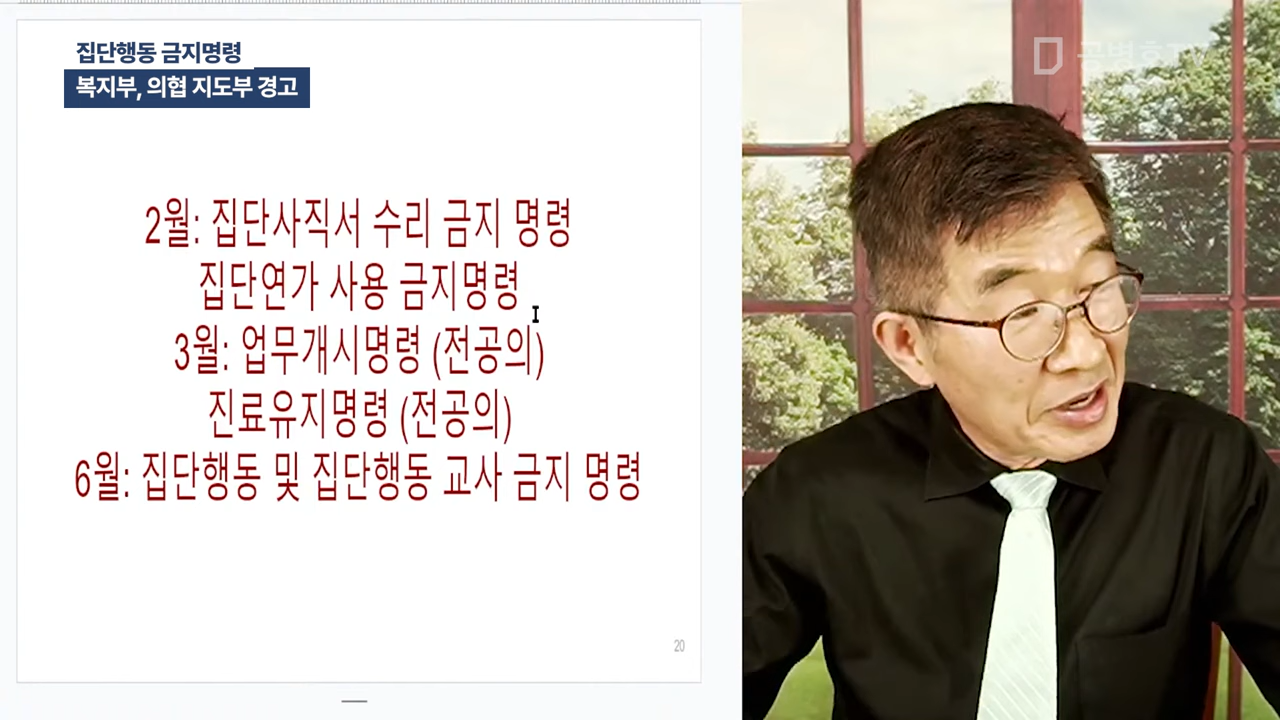 집단행동 금지명령
복지부, 의협 지도부 경고
2월: 집단사직서 수리 금지 명령
집단연가 사용 금지명령
3월: 업무개시명령 (전공의)
진료유지명령 (전공의)
6월: 집단행동 및 집단행동 교사 금지 명령
20